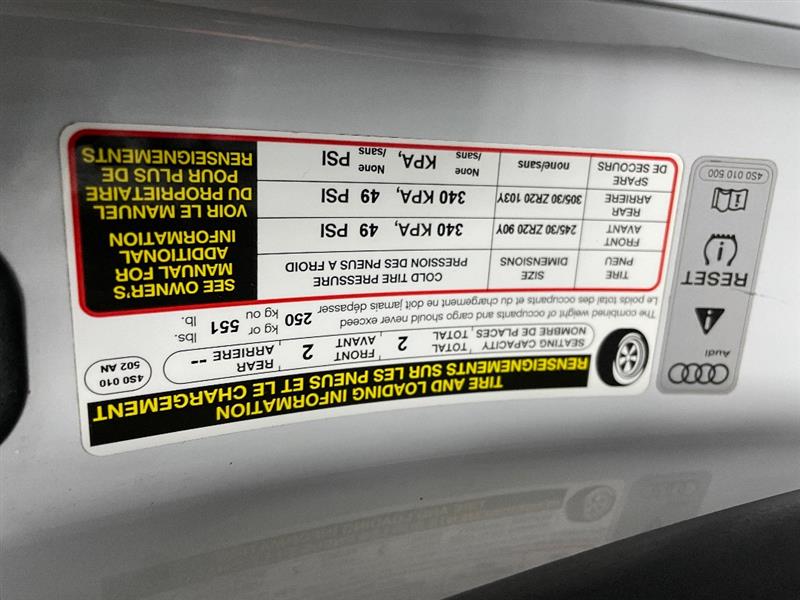 TIRE AND LOADING INFORMATION
RENSEIGNEMENTS SUR LES PNEUS ET LE CHARGEMENT
SEATING CAPACITY TOTAL 2 FRONT 2 REAR --
NOMBRE DE PLACES TOTAL AVANT ARRIÈRE
4S0 010
502 AN
The combined weight of occupants and cargo should never exceed
Le poids total des occupants et du chargement ne doit jamais dépasser
250 kg or 551 lbs.
kg ou lb.
TIRE SIZE COLD TIRE PRESSURE
PNEU DIMENSIONS PRESSION DES PNEUS A FROID
FRONT
AVANT 245/30 ZR20 90Y 340 KPA, 49 PSI
REAR
ARRIERE 305/30 ZR20 103Y 340 KPA, 49 PSI
SPARE
DE SECOURS none/sans None /sans KPA, None /sans PSI
SEE OWNER'S
MANUAL FOR
ADDITIONAL
INFORMATION
VOIR LE MANUEL
DU PROPRIETAIRE
POUR PLUS DE
RENSEIGNEMENTS
Audi
RESET
4S0 010 500